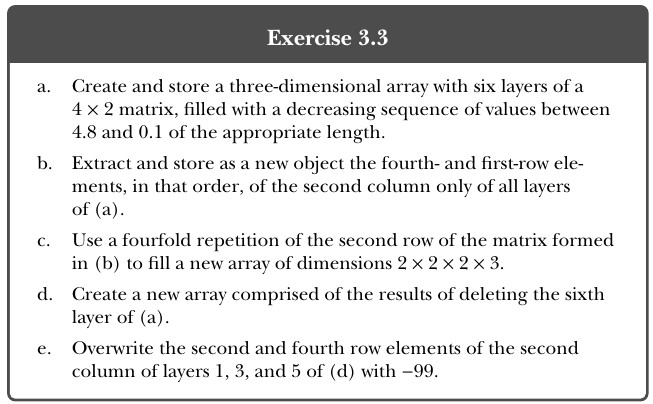 Exercise 3.3
a. Create and store a three-dimensional array with six layers of a
4 × 2 matrix, filled with a decreasing sequence of values between
4.8 and 0.1 of the appropriate length.
b. Extract and store as a new object the fourth- and first-row ele-
ments, in that order, of the second column only of all layers
of (a).
c. Use a fourfold repetition of the second row of the matrix formed
in (b) to fill a new array of dimensions 2 × 2 × 2 × 3.
d. Create a new array comprised of the results of deleting the sixth
layer of (a).
e. Overwrite the second and fourth row elements of the second
column of layers 1, 3, and 5 of (d) with −99.